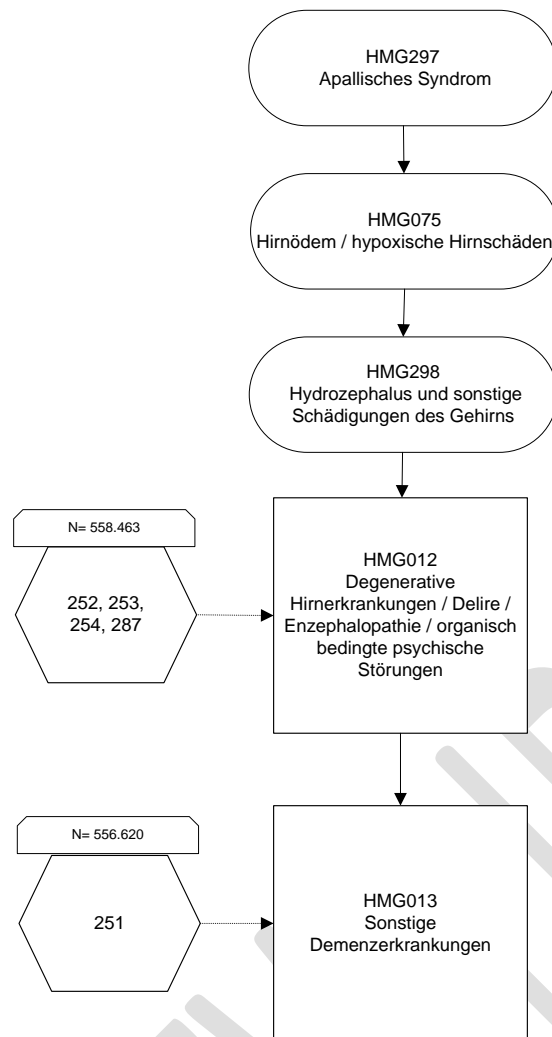 HMG297
Apallisches Syndrom
HMG075
Hirnödem / hypoxische Hirnschäden
HMG298
Hydrozephalus und sonstige
Schädigungen des Gehirns
N= 558.463
252, 253,
254, 287
HMG012
Degenerative
Hirnerkrankungen / Delire /
Enzephalopathie / organisch
bedingte psychische
Störungen
N= 556.620
251
HMG013
Sonstige
Demenzerkrankungen